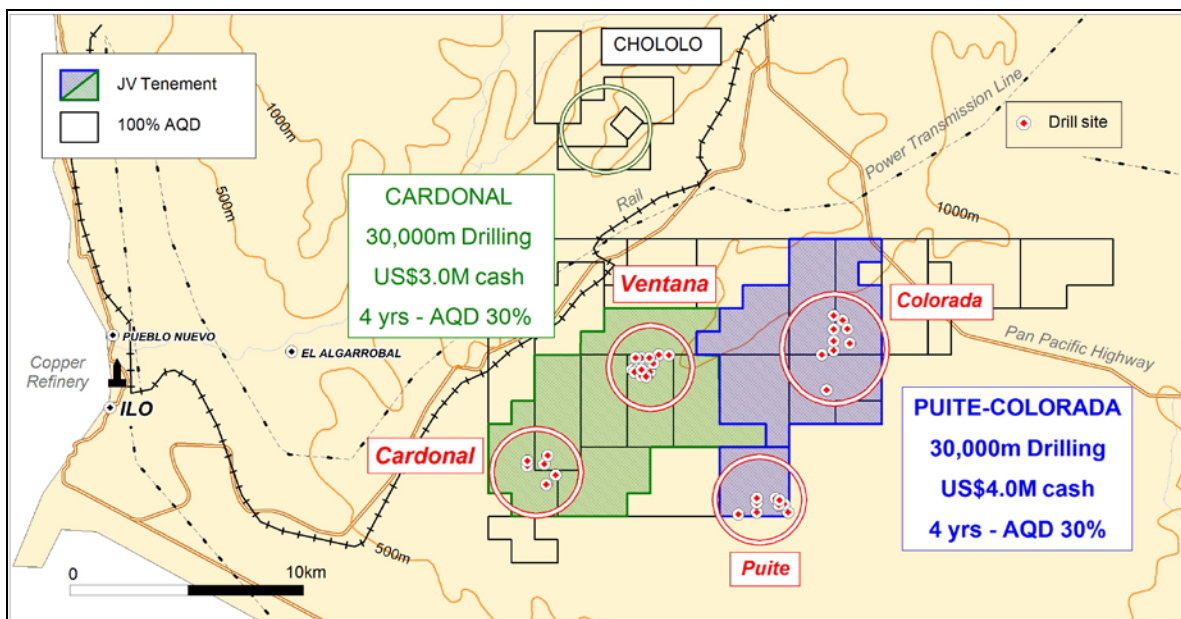 CHOLOLO
JV Tenement
100% AQD
1000m
500m
Power Transmission Line
Drill site
Rail
1000m
CARDONAL
30,000m Drilling
US$3.0M cash
4 yrs - AQD 30%
Ventana
Colorada
PUEBLO NUEVO
EL ALGARROBAL
Pan Pacific Highway
Copper
Refinery
ILO
PUITE-COLORADA
30,000m Drilling
US$4.0M cash
4 yrs - AQD 30%
Cardonal
500m
Puite
0
10km